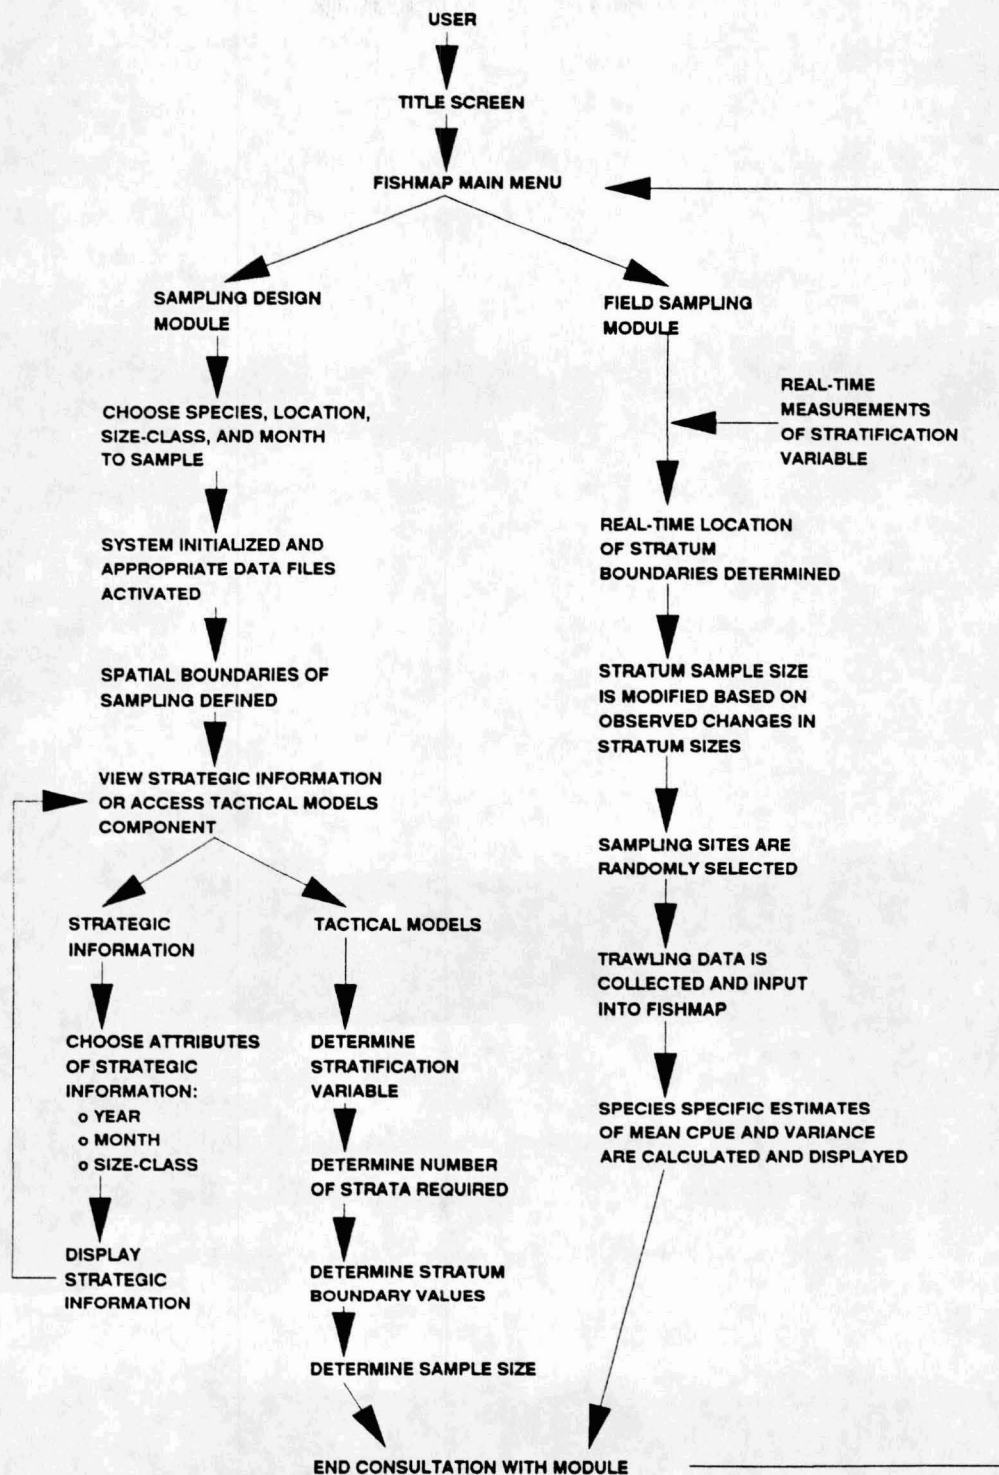 USER
TITLE SCREEN
FISHMAP MAIN MENU
SAMPLING DESIGN
MODULE
CHOOSE SPECIES, LOCATION,
SIZE-CLASS, AND MONTH
TO SAMPLE
SYSTEM INITIALIZED AND
APPROPRIATE DATA FILES
ACTIVATED
SPATIAL BOUNDARIES OF
SAMPLING DEFINED
VIEW STRATEGIC INFORMATION
OR ACCESS TACTICAL MODELS
COMPONENT
STRATEGIC
INFORMATION
CHOOSE ATTRIBUTES
OF STRATEGIC
INFORMATION:
o YEAR
o MONTH
o SIZE-CLASS
DISPLAY
STRATEGIC
INFORMATION
TACTICAL MODELS
DETERMINE
STRATIFICATION
VARIABLE
DETERMINE NUMBER
OF STRATA REQUIRED
DETERMINE STRATUM
BOUNDARY VALUES
DETERMINE SAMPLE SIZE
FIELD SAMPLING
MODULE
REAL-TIME
MEASUREMENTS
OF STRATIFICATION
VARIABLE
REAL-TIME LOCATION
OF STRATUM
BOUNDARIES DETERMINED
STRATUM SAMPLE SIZE
IS MODIFIED BASED ON
OBSERVED CHANGES IN
STRATUM SIZES
SAMPLING SITES ARE
RANDOMLY SELECTED
TRAWLING DATA IS
COLLECTED AND INPUT
INTO FISHMAP
SPECIES SPECIFIC ESTIMATES
OF MEAN CPUE AND VARIANCE
ARE CALCULATED AND DISPLAYED
END CONSULTATION WITH MODULE